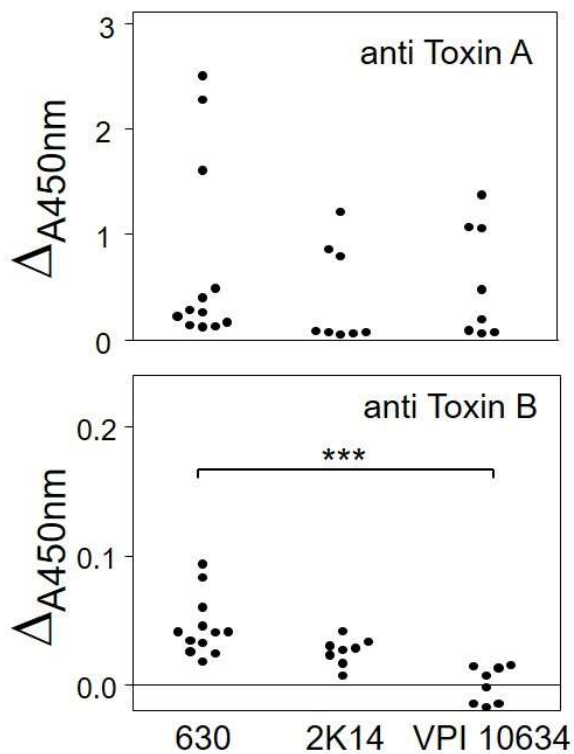 3
anti Toxin A
2
ΔA450nm
1
0
anti Toxin B
0.2
***
ΔA450nm
0.1
0.0
630 2K14 VPI 10634